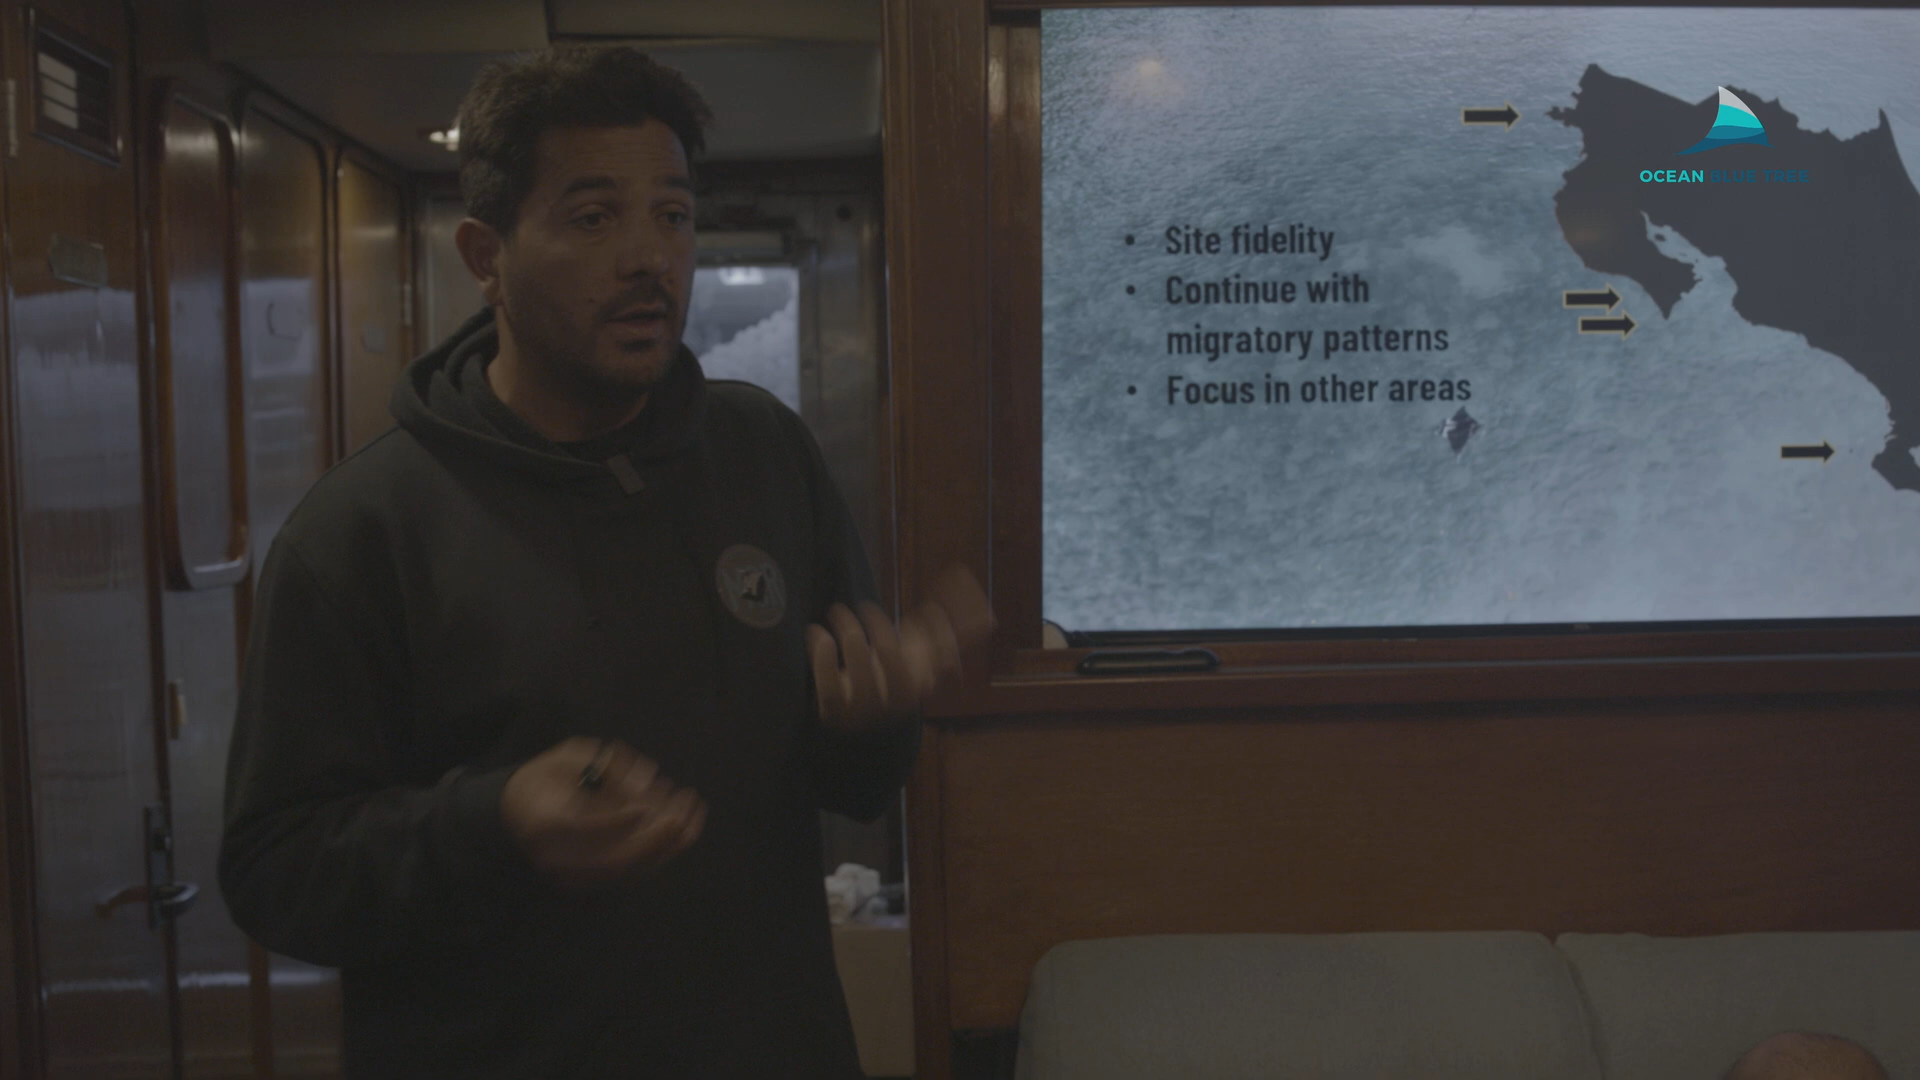 OCEAN BLUE TREE
• Site fidelity
• Continue with
migratory patterns
• Focus in other areas